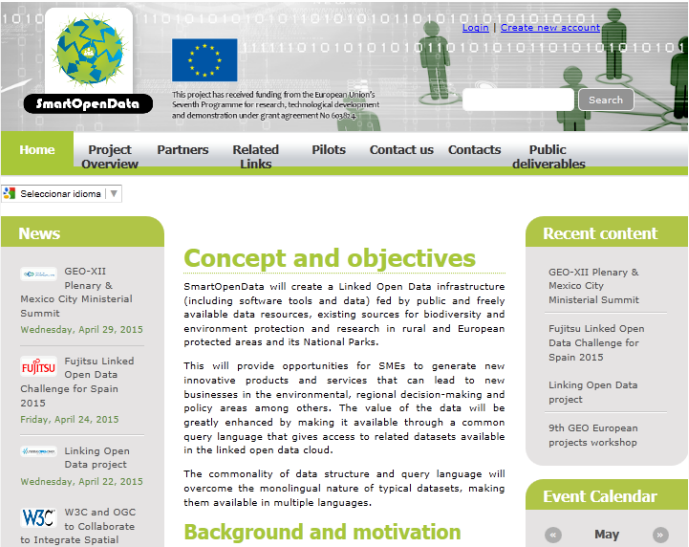 Login | Create new account
SmartOpenData
This project has received funding from the European Union's
Seventh Programme for research, technological development
and demonstration under grant agreement No 603824.
Search
Home
Project
Overview
Partners
Related
Links
Pilots
Contact us
Contacts
Public
deliverables
Seleccionar idioma
News
GEO-XII
Plenary &
Mexico City Ministerial
Summit
Wednesday, April 29, 2015
FUJITSU
Fujitsu Linked
Open Data
Challenge for Spain
2015
Friday, April 24, 2015
Linking Open
Data project
Wednesday, April 22, 2015
W3C
W3C and OGC
to Collaborate
to Integrate Spatial
Concept and objectives
SmartOpenData will create a Linked Open Data infrastructure
(including software tools and data) fed by public and freely
available data resources, existing sources for biodiversity and
environment protection and research in rural and European
protected areas and its National Parks.
This will provide opportunities for SMEs to generate new
innovative products and services that can lead to new
businesses in the environmental, regional decision-making and
policy areas among others. The value of the data will be
greatly enhanced by making it available through a common
query language that gives access to related datasets available
in the linked open data cloud.
The commonality of data structure and query language will
overcome the monolingual nature of typical datasets, making
them available in multiple languages.
Background and motivation
Recent content
GEO-XII Plenary &
Mexico City
Ministerial Summit
Fujitsu Linked Open
Data Challenge for
Spain 2015
Linking Open Data
project
9th GEO European
projects workshop
Event Calendar
« May »